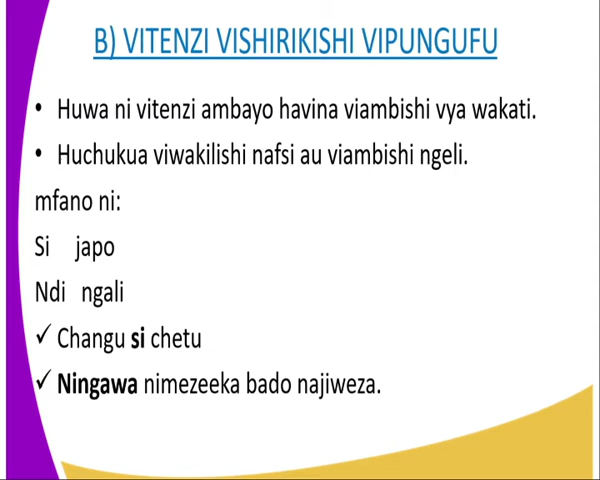 B) VITENZI VISHIRIKISHI VIPUNGUFU
• Huwa ni vitenzi ambayo havina viambishi vya wakati.
• Huchukua viwakilishi nafsi au viambishi ngeli.
mfano ni:
Si japo
Ndi ngali
✓ Changu si chetu
✓ Ningawa nimezeeka bado najiweza.